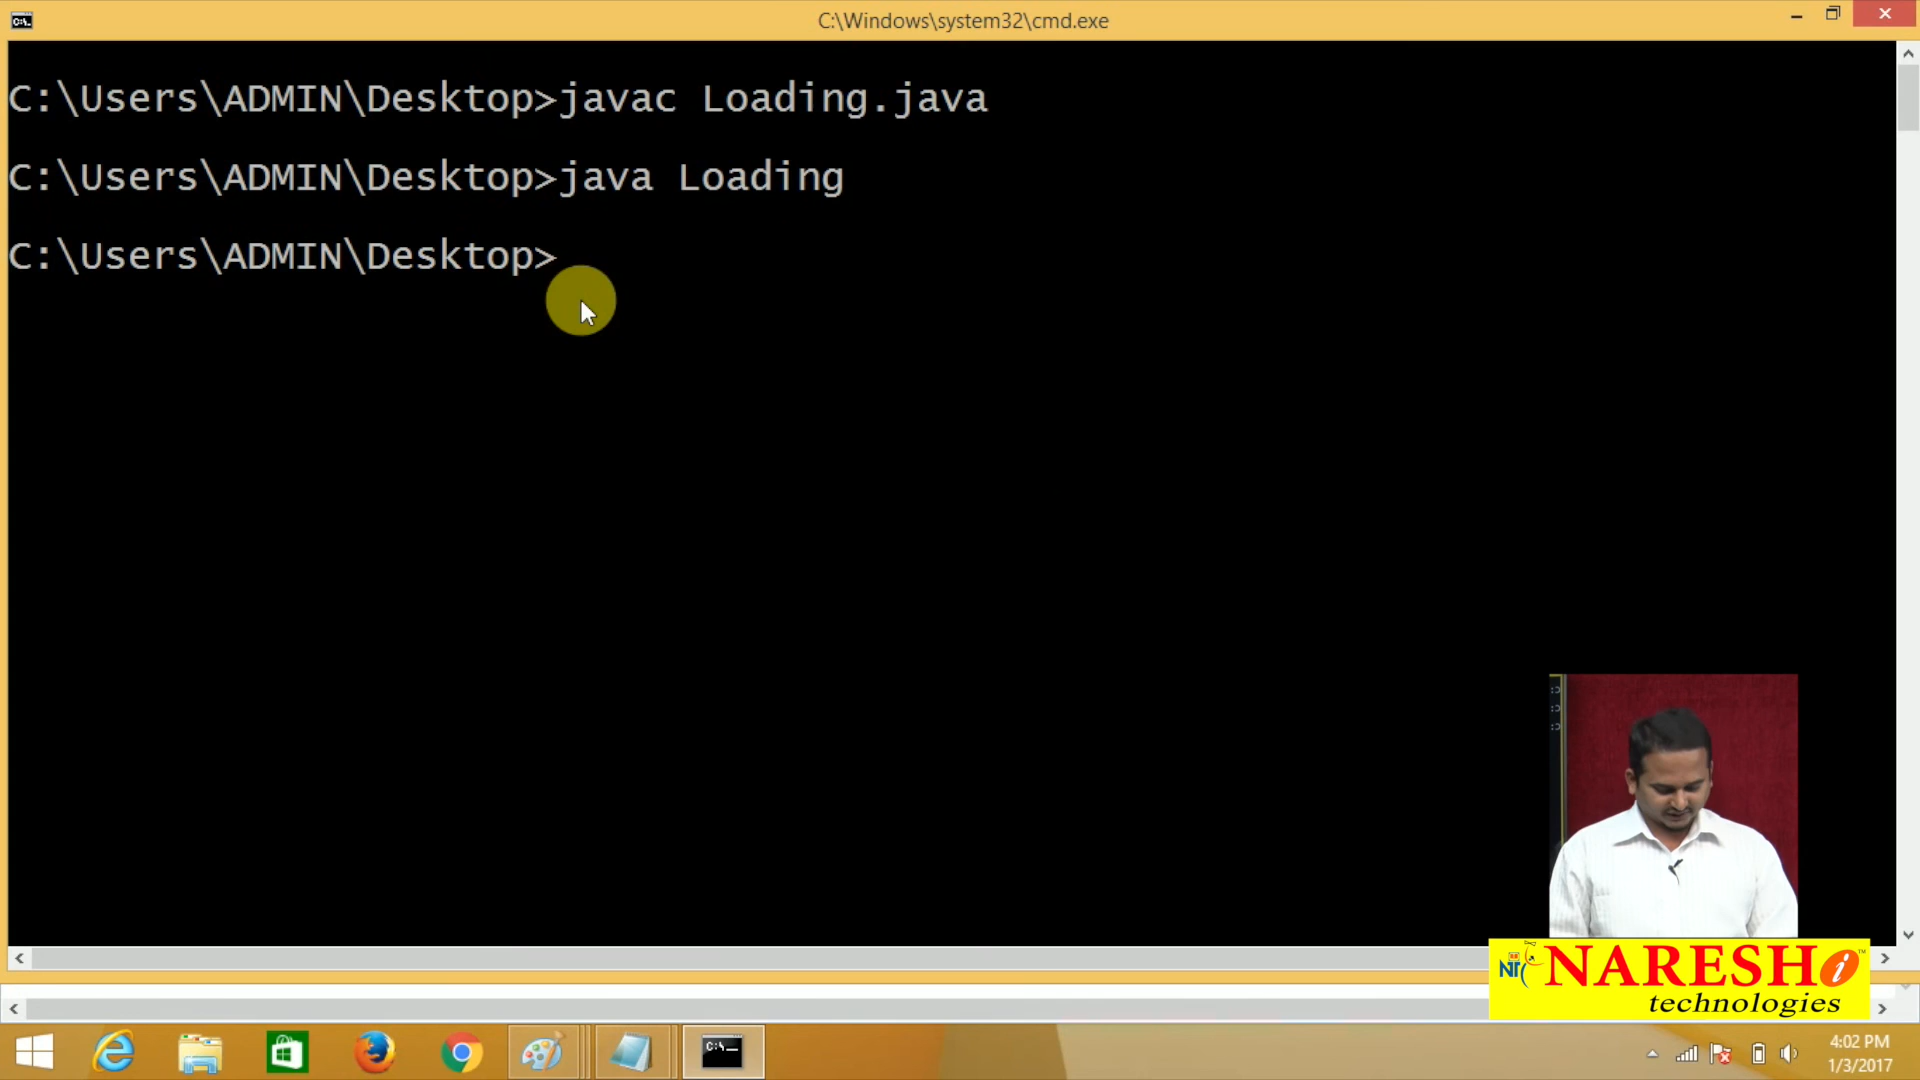 C:\Windows\system32\cmd.exe
C:\Users\ADMIN\Desktop>javac Loading.java
C:\Users\ADMIN\Desktop>java Loading
C:\Users\ADMIN\Desktop>
NARESH i
technologies
4:02 PM
1/3/2017